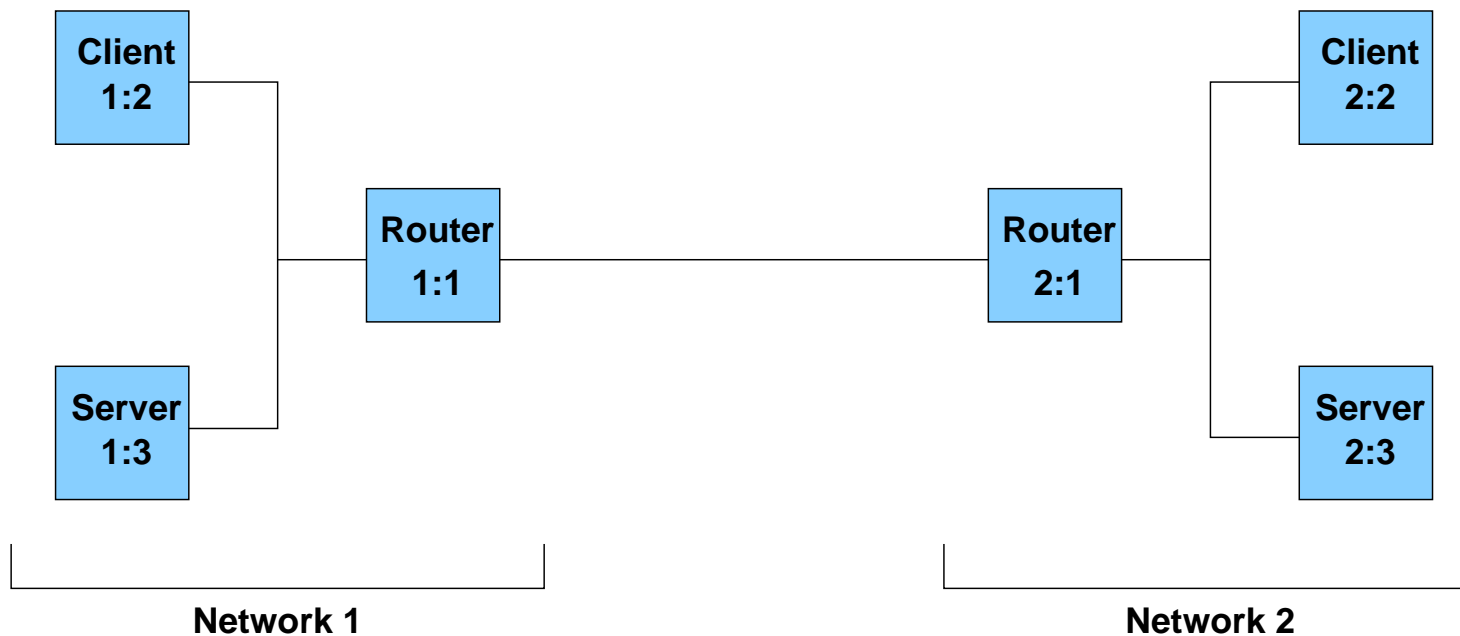 Client
1:2
Client
2:2
Router
1:1
Router
2:1
Server
1:3
Server
2:3
Network 1
Network 2